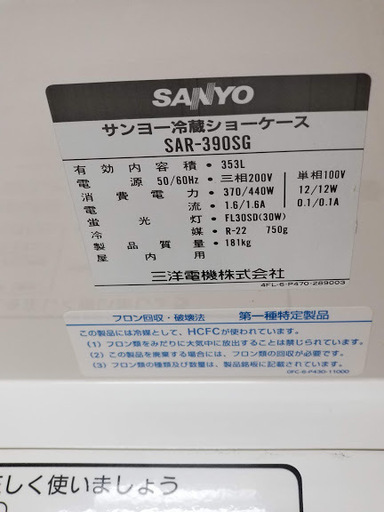 SANYO
サンヨー冷蔵ショーケース
SAR-390SG
有効内容積・353L
電源 50/60Hz・三相200V 単相100V
消費電力・370/440W 12/12W
電流・1.6/1.6A 0.1/0.1A
蛍光灯・FL30SD(30W)
冷媒・R-22 750g
製品質量・181kg
屋内用
三洋電機株式会社
4FL-6-P470-289003
フロン回収・破壊法 第一種特定製品
この製品には冷媒として、HCFCが使われています。
(1) フロン類をみだりに大気中に放出することは禁じられています。
(2) この製品を廃棄する場合には、フロン類の回収が必要です。
(3) フロン類の種類及び数量は、製品銘板に記載されています。
しく使いましょう